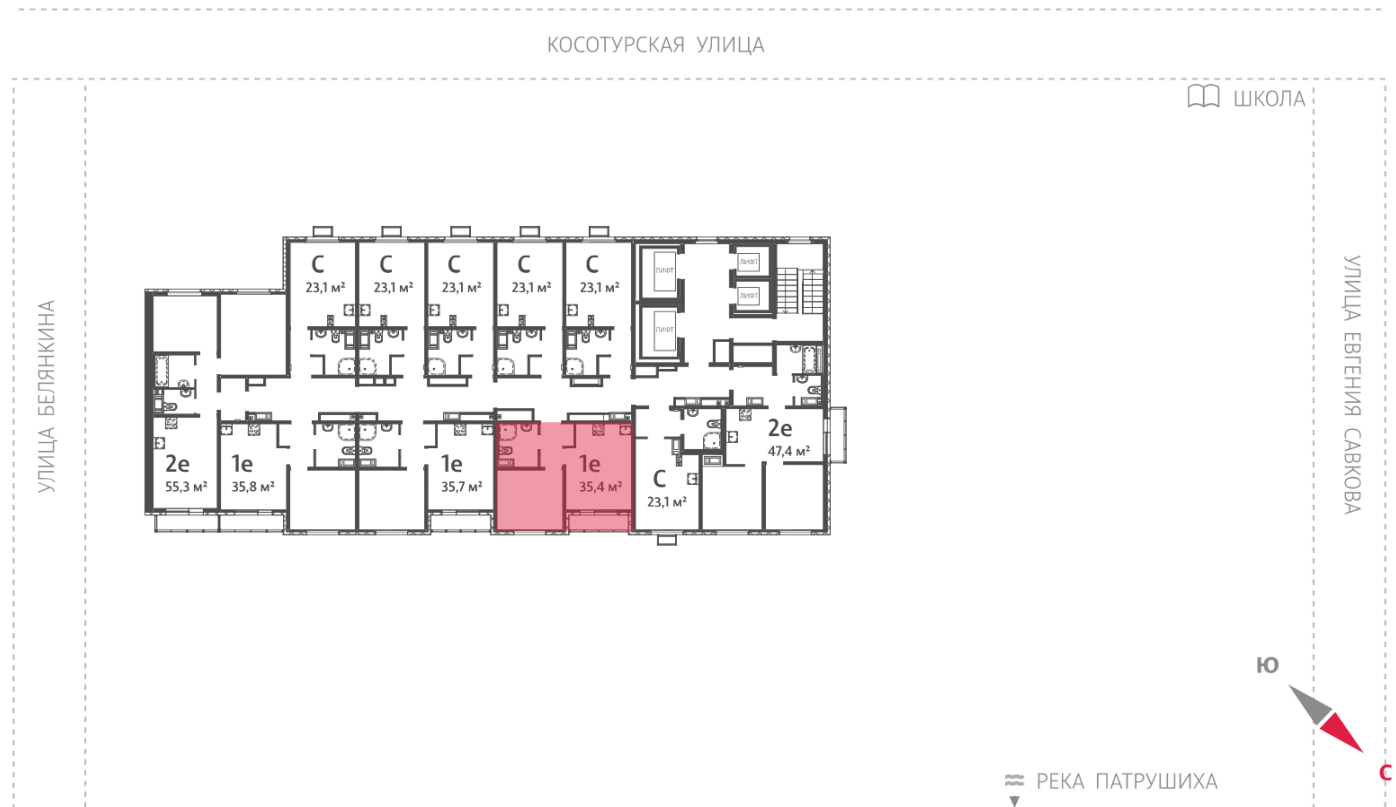 КОСОТУРСКАЯ УЛИЦА
ШКОЛА
УЛИЦА БЕЛЯНКИНА
УЛИЦА ЕВГЕНИЯ САВКОВА
С
23,1 м²
С
23,1 м²
С
23,1 м²
С
23,1 м²
С
23,1 м²
ЛИФТ
ЛИФТ
ЛИФТ
ЛИФТ
2е
55,3 м²
1е
35,8 м²
1е
35,7 м²
1е
35,4 м²
С
23,1 м²
2е
47,4 м²
Ю
С
РЕКА ПАТРУШИХА